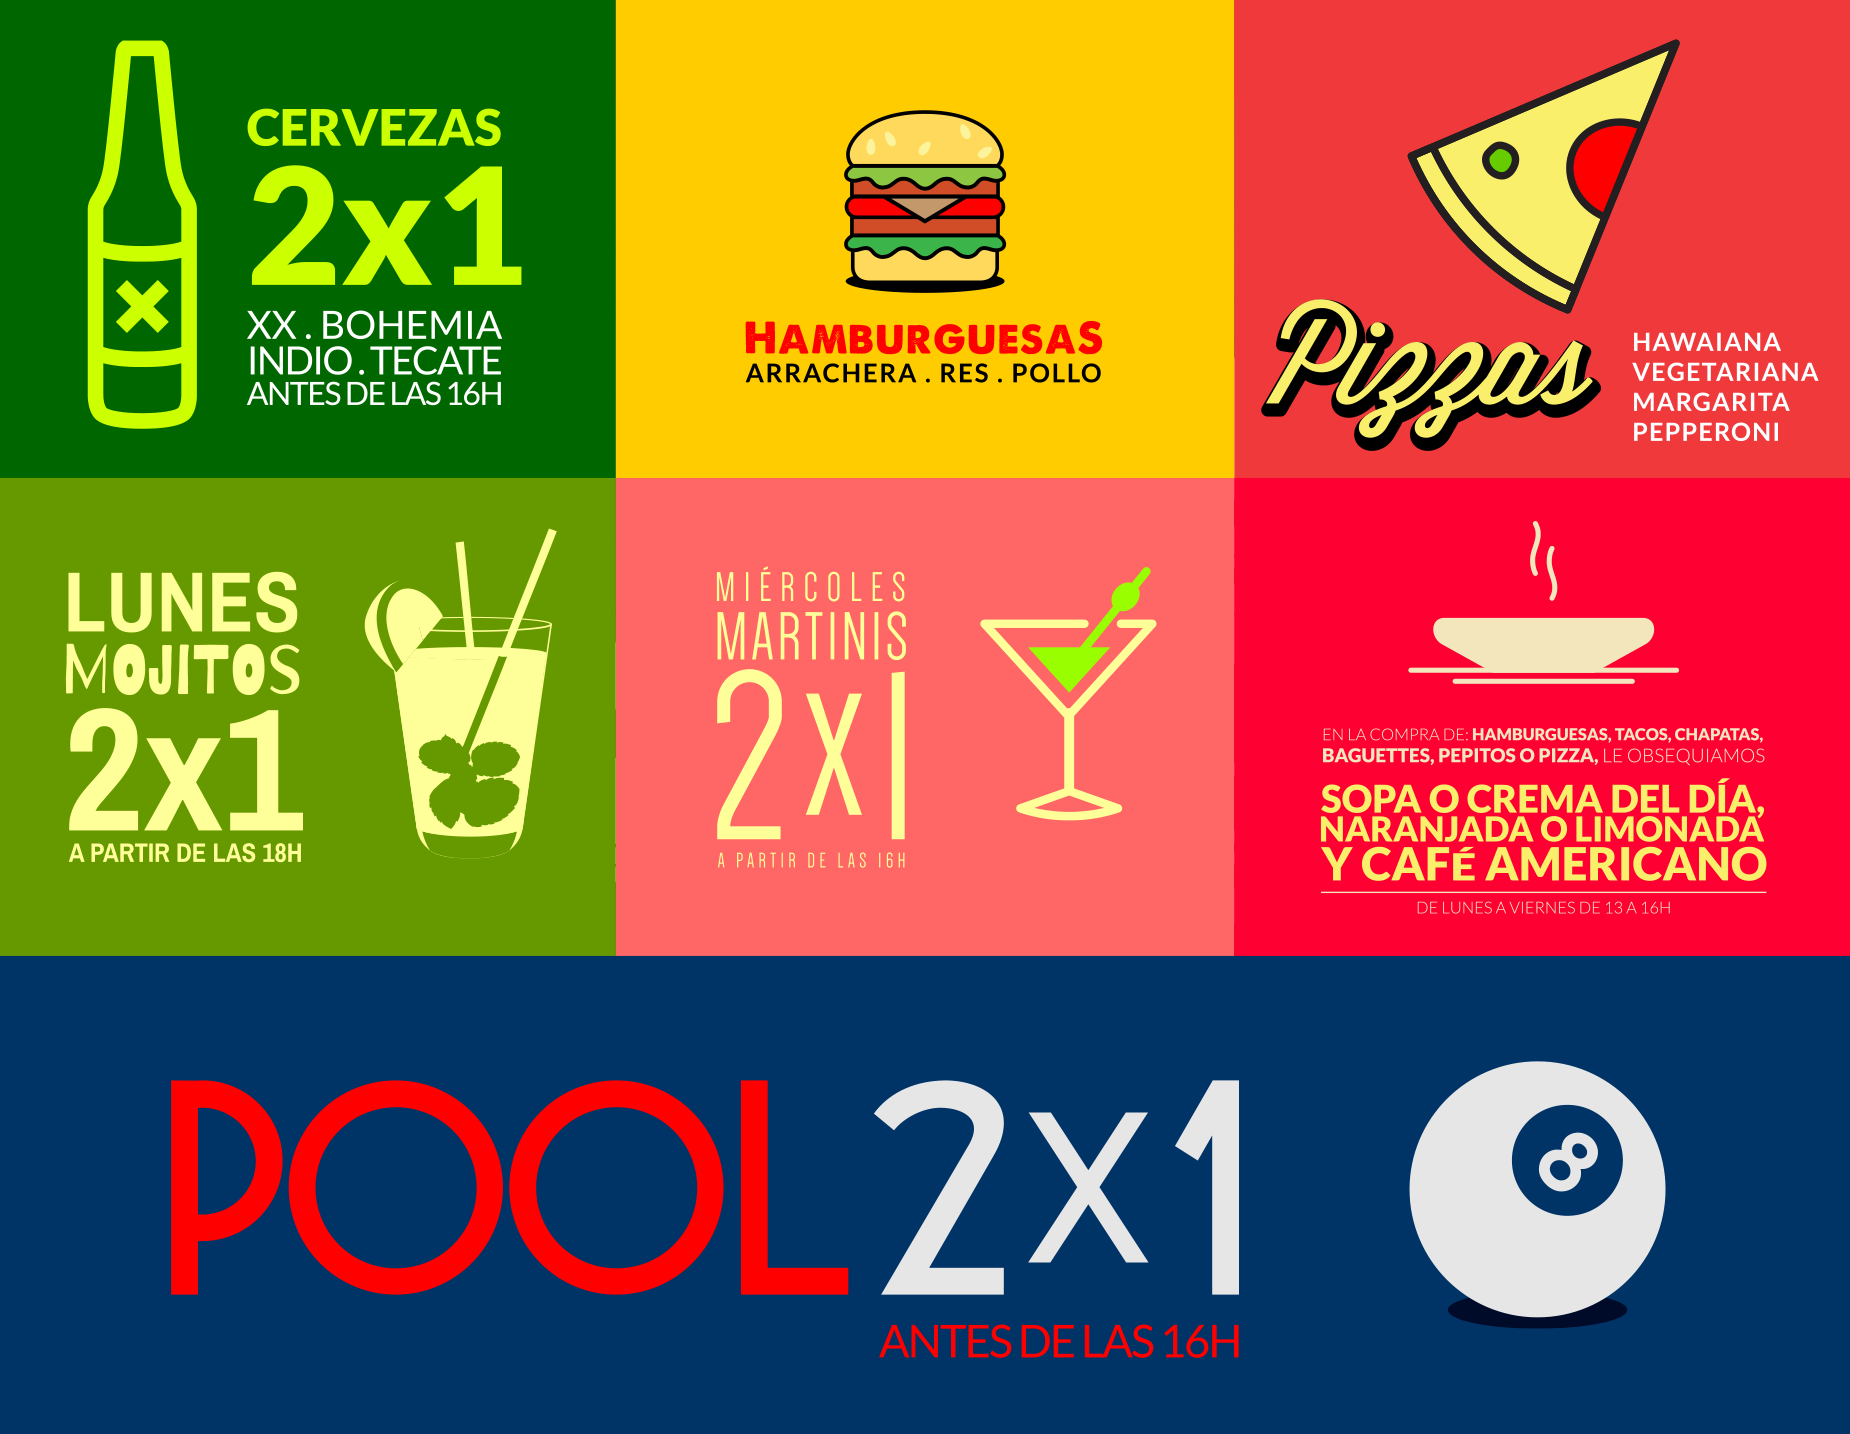 CERVEZAS
2x1
XX . BOHEMIA
INDIO . TECATE
ANTES DE LAS 16H
HAMBURGUESAS
ARRACHERA . RES . POLLO
Pizzas
HAWAIANA
VEGETARIANA
MARGARITA
PEPPERONI
LUNES
MOJITOS
2x1
A PARTIR DE LAS 18H
MIÉRCOLES
MARTINIS
2x1
A PARTIR DE LAS 16H
EN LA COMPRA DE: HAMBURGUESAS, TACOS, CHAPATAS,
BAGUETTES, PEPITOS O PIZZA, LE OBSEQUIAMOS
SOPA O CREMA DEL DÍA,
NARANJADA O LIMONADA
Y CAFÉ AMERICANO
DE LUNES A VIERNES DE 13 A 16H
POOL 2x1
8
ANTES DE LAS 16H